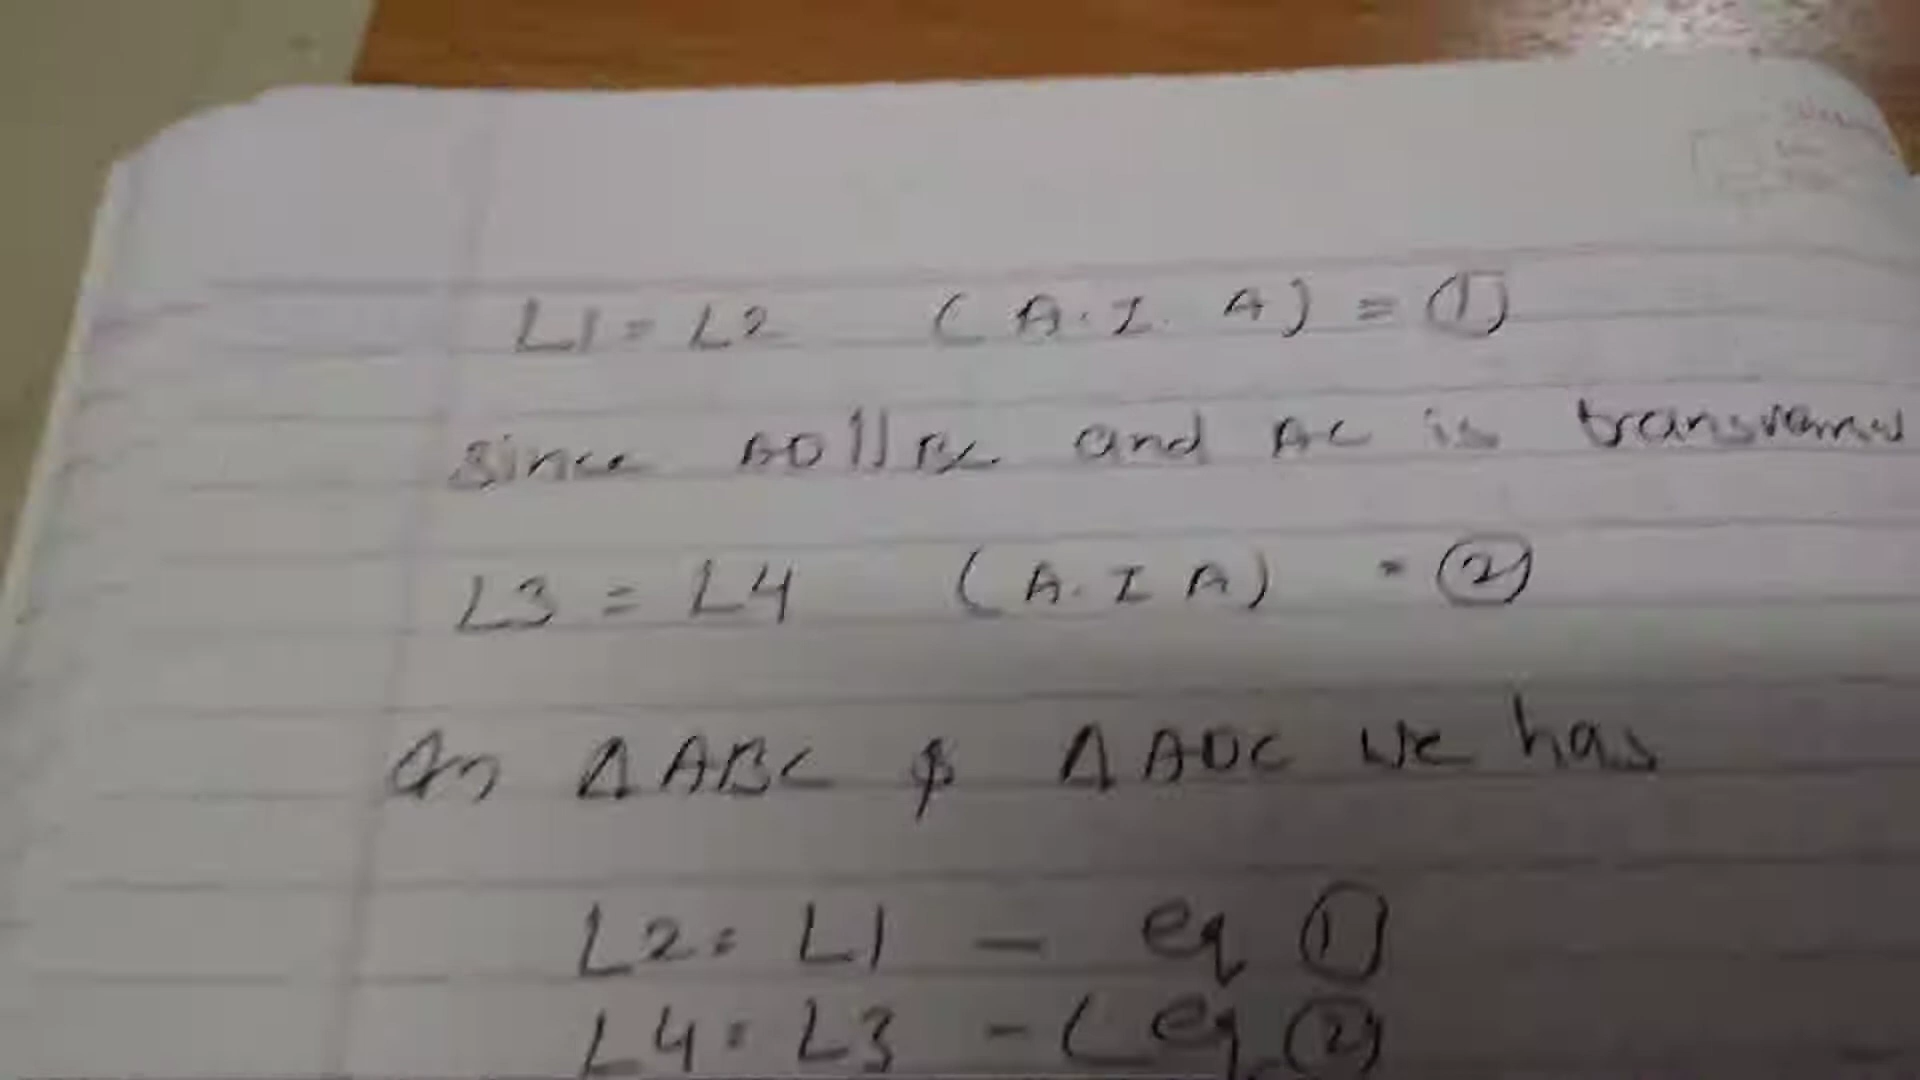 ∠1 = ∠2 (A.I.A) = ①
Since AD || BC and AC is
∠3 = ∠4 (A.I A) - ②
In ΔABC & ΔADC we has
∠2 = ∠1 - eq ①
∠4 = ∠3 - (eq ②)